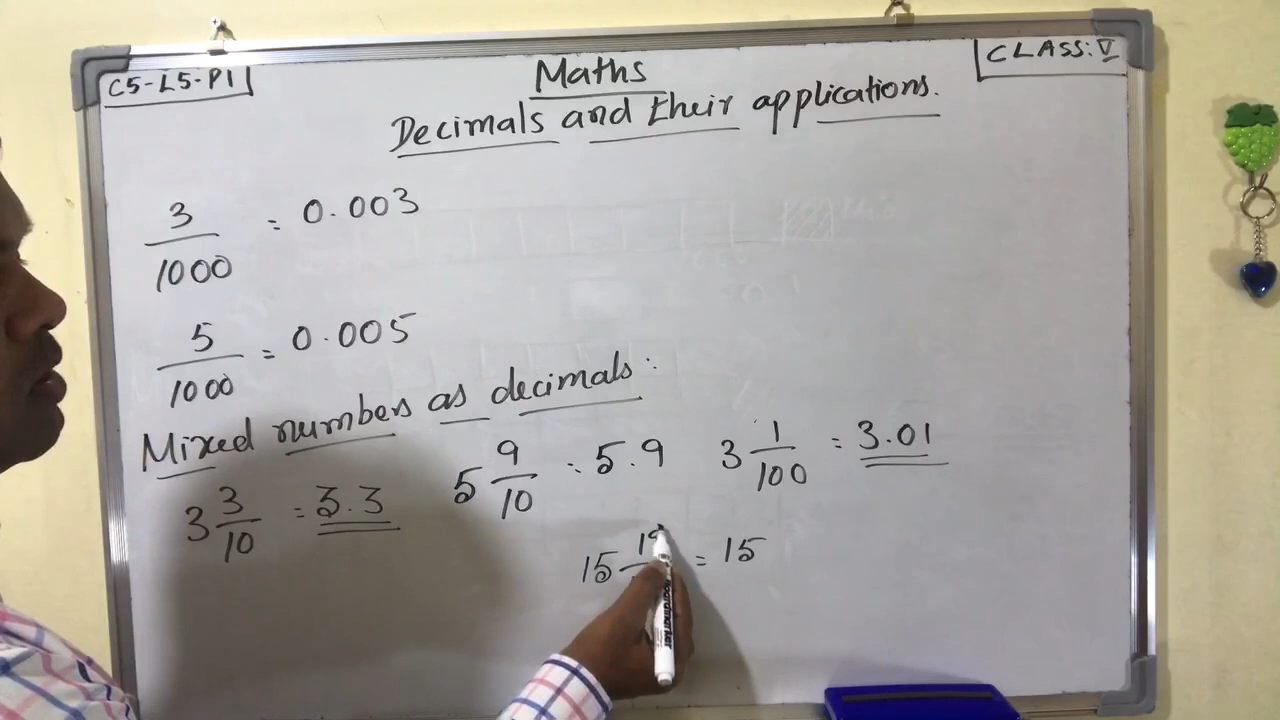 C5-L5-P1
CLASS: V
Maths
Decimals and their applications.
3/1000 = 0.003
5/1000 = 0.005
Mixed numbers as decimals:
3 3/10 = 3.3
5 9/10 = 5.9
3 1/100 = 3.01
15 = 15